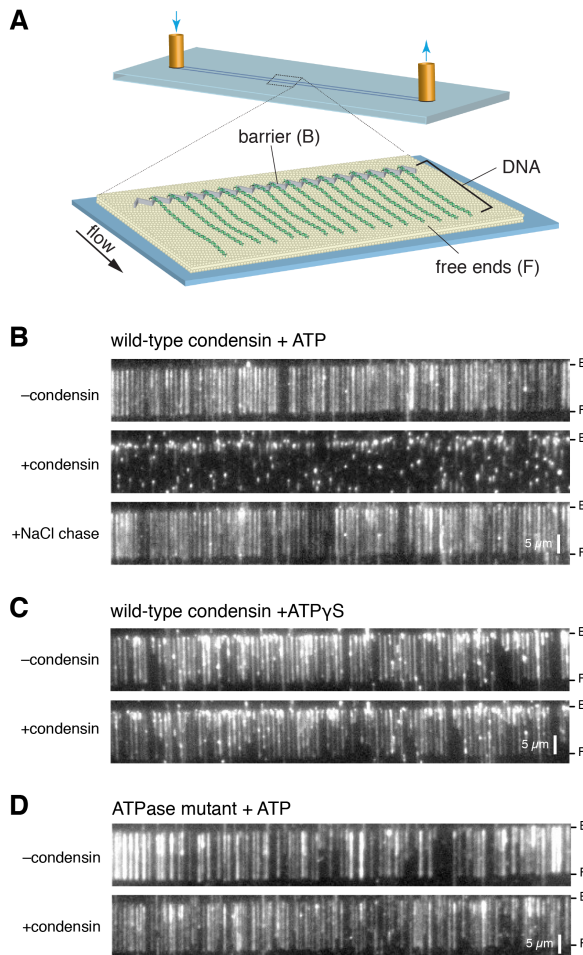 A
barrier (B)
DNA
flow
free ends (F)
B
wild-type condensin + ATP
–condensin
B
F
+condensin
B
+NaCl chase
B
5 µm
F
C
wild-type condensin +ATPγS
–condensin
B
F
+condensin
B
5 µm
F
D
ATPase mutant + ATP
–condensin
B
F
+condensin
B
5 µm
F